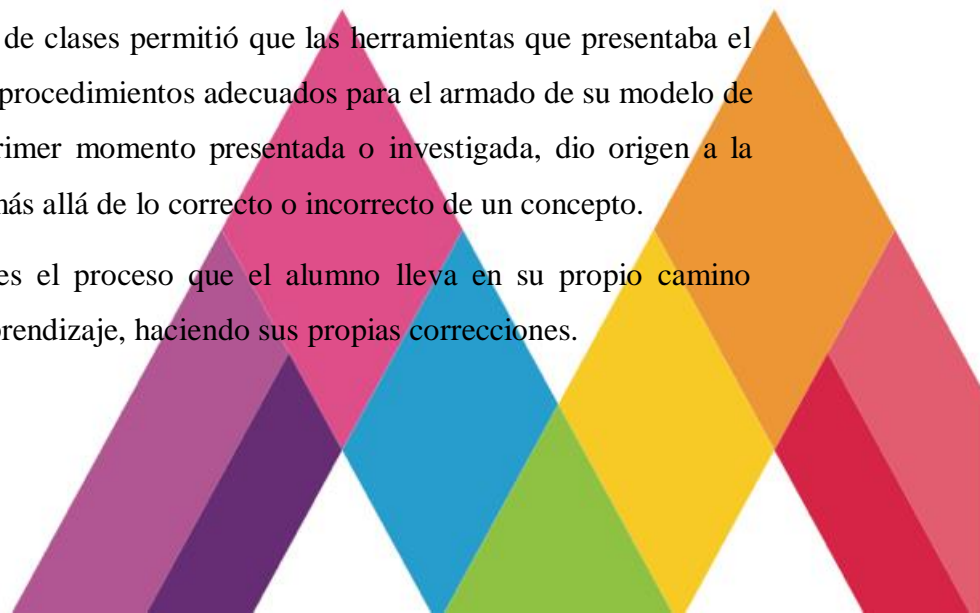 de clases permitió que las herramientas que presentaba el
procedimientos adecuados para el armado de su modelo de
rimer momento presentada o investigada, dio origen a la
más allá de lo correcto o incorrecto de un concepto.
es el proceso que el alumno lleva en su propio camino
prendizaje, haciendo sus propias correcciones.